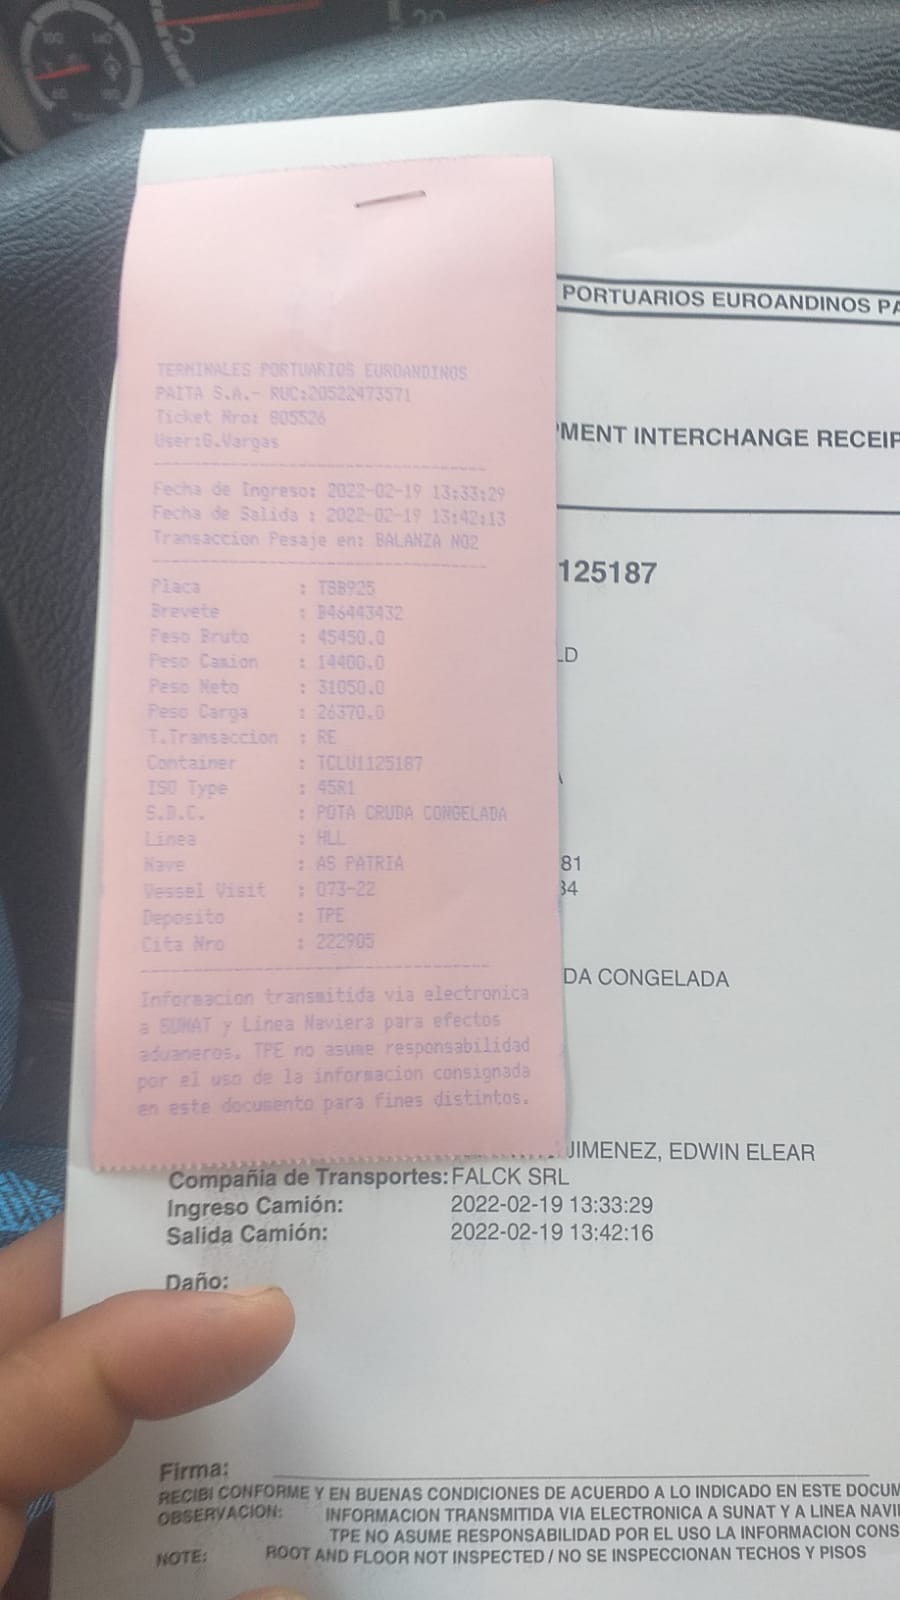 TERMINALES PORTUARIOS EUROANDINOS
PAITA S.A.- RUC:20522473571
Ticket Nro: 805526
User:G.Vargas
Fecha de Ingreso: 2022-02-19 13:33:29
Fecha de Salida : 2022-02-19 13:42:13
Transaccion Pesaje en: BALANZA N02
Placa : T8B925
Brevete : B46443432
Peso Bruto : 45450.0
Peso Camion : 14400.0
Peso Neto : 31050.0
Peso Carga : 26370.0
T.Transaccion : RE
Container : TCLU1125187
ISO Type : 45R1
S.D.C. : POTA CRUDA CONGELADA
Linea : HLL
Nave : AS PATRIA
Vessel Visit : 073-22
Deposito : TPE
Cita Nro : 222905
Informacion transmitida via electronica
a SUNAT y Linea Naviera para efectos
aduaneros. TPE no asume responsabilidad
por el uso de la informacion consignada
en este documento para fines distintos.
PORTUARIOS EUROANDINOS PA
MENT INTERCHANGE RECEIP
125187
LD
81
34
DA CONGELADA
JIMENEZ, EDWIN ELEAR
Compañia de Transportes: FALCK SRL
Ingreso Camión: 2022-02-19 13:33:29
Salida Camión: 2022-02-19 13:42:16
Daño:
Firma:
RECIBI CONFORME Y EN BUENAS CONDICIONES DE ACUERDO A LO INDICADO EN ESTE DOCUM
OBSERVACION: INFORMACION TRANSMITIDA VIA ELECTRONICA A SUNAT Y A LINEA NAVI
TPE NO ASUME RESPONSABILIDAD POR EL USO LA INFORMACION CONS
NOTE: ROOT AND FLOOR NOT INSPECTED / NO SE INSPECCIONAN TECHOS Y PISOS